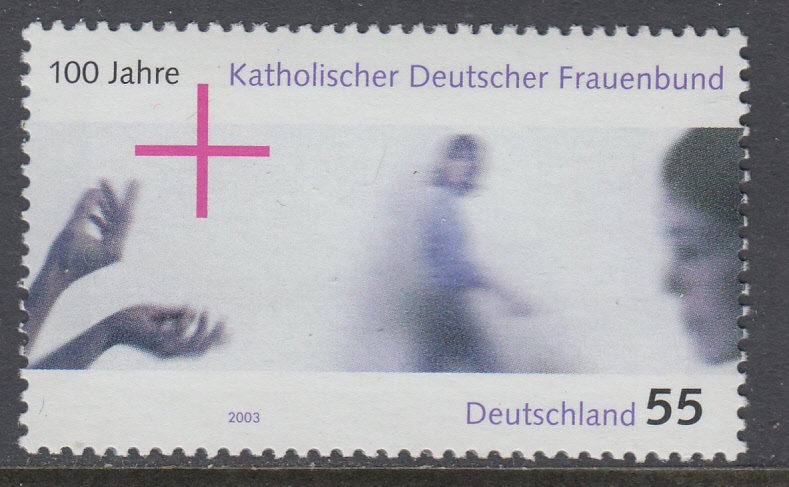 100 Jahre Katholischer Deutscher Frauenbund
2003 Deutschland 55